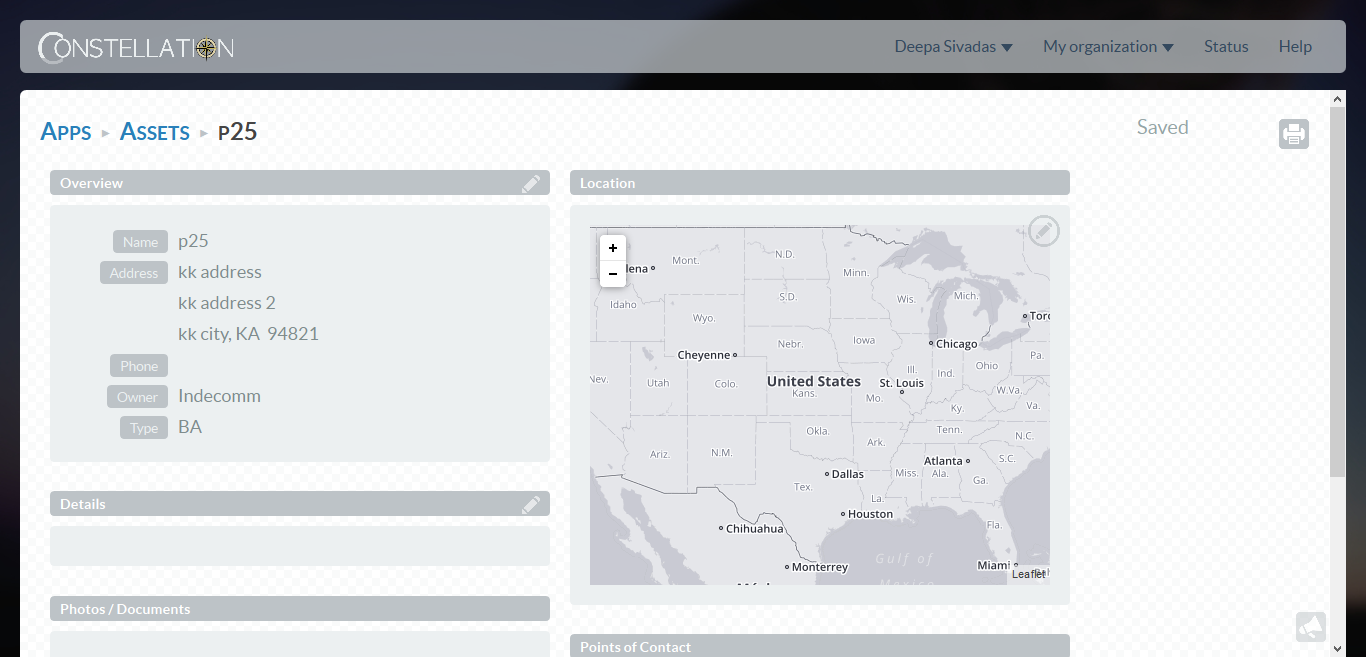 CONSTELLATION
Deepa Sivadas
My organization
Status
Help
APPS
ASSETS
P25
Saved
Overview
Name p25
Address kk address
kk address 2
kk city, KA 94821
Phone
Owner Indecomm
Type BA
Details
Photos / Documents
Location
+
−
lena
Mont.
N.D.
Minn.
Idaho
S.D.
Wis.
Mich.
Wyo.
Toro
Cheyenne
Nebr.
Iowa
Chicago
Pa.
Nev.
Utah
Colo.
United States
Kans.
St. Louis
Ill.
Ind.
Ohio
Mo.
W.Va.
Ky.
Va.
Okla.
Ark.
Tenn.
N.C.
Ariz.
N.M.
Dallas
Miss.
Ala.
Atlanta
S.C.
Tex.
La.
Ga.
Houston
Chihuahua
Fla.
Gulf of
Mexico
Monterrey
Miami
Leaflet
Points of Contact